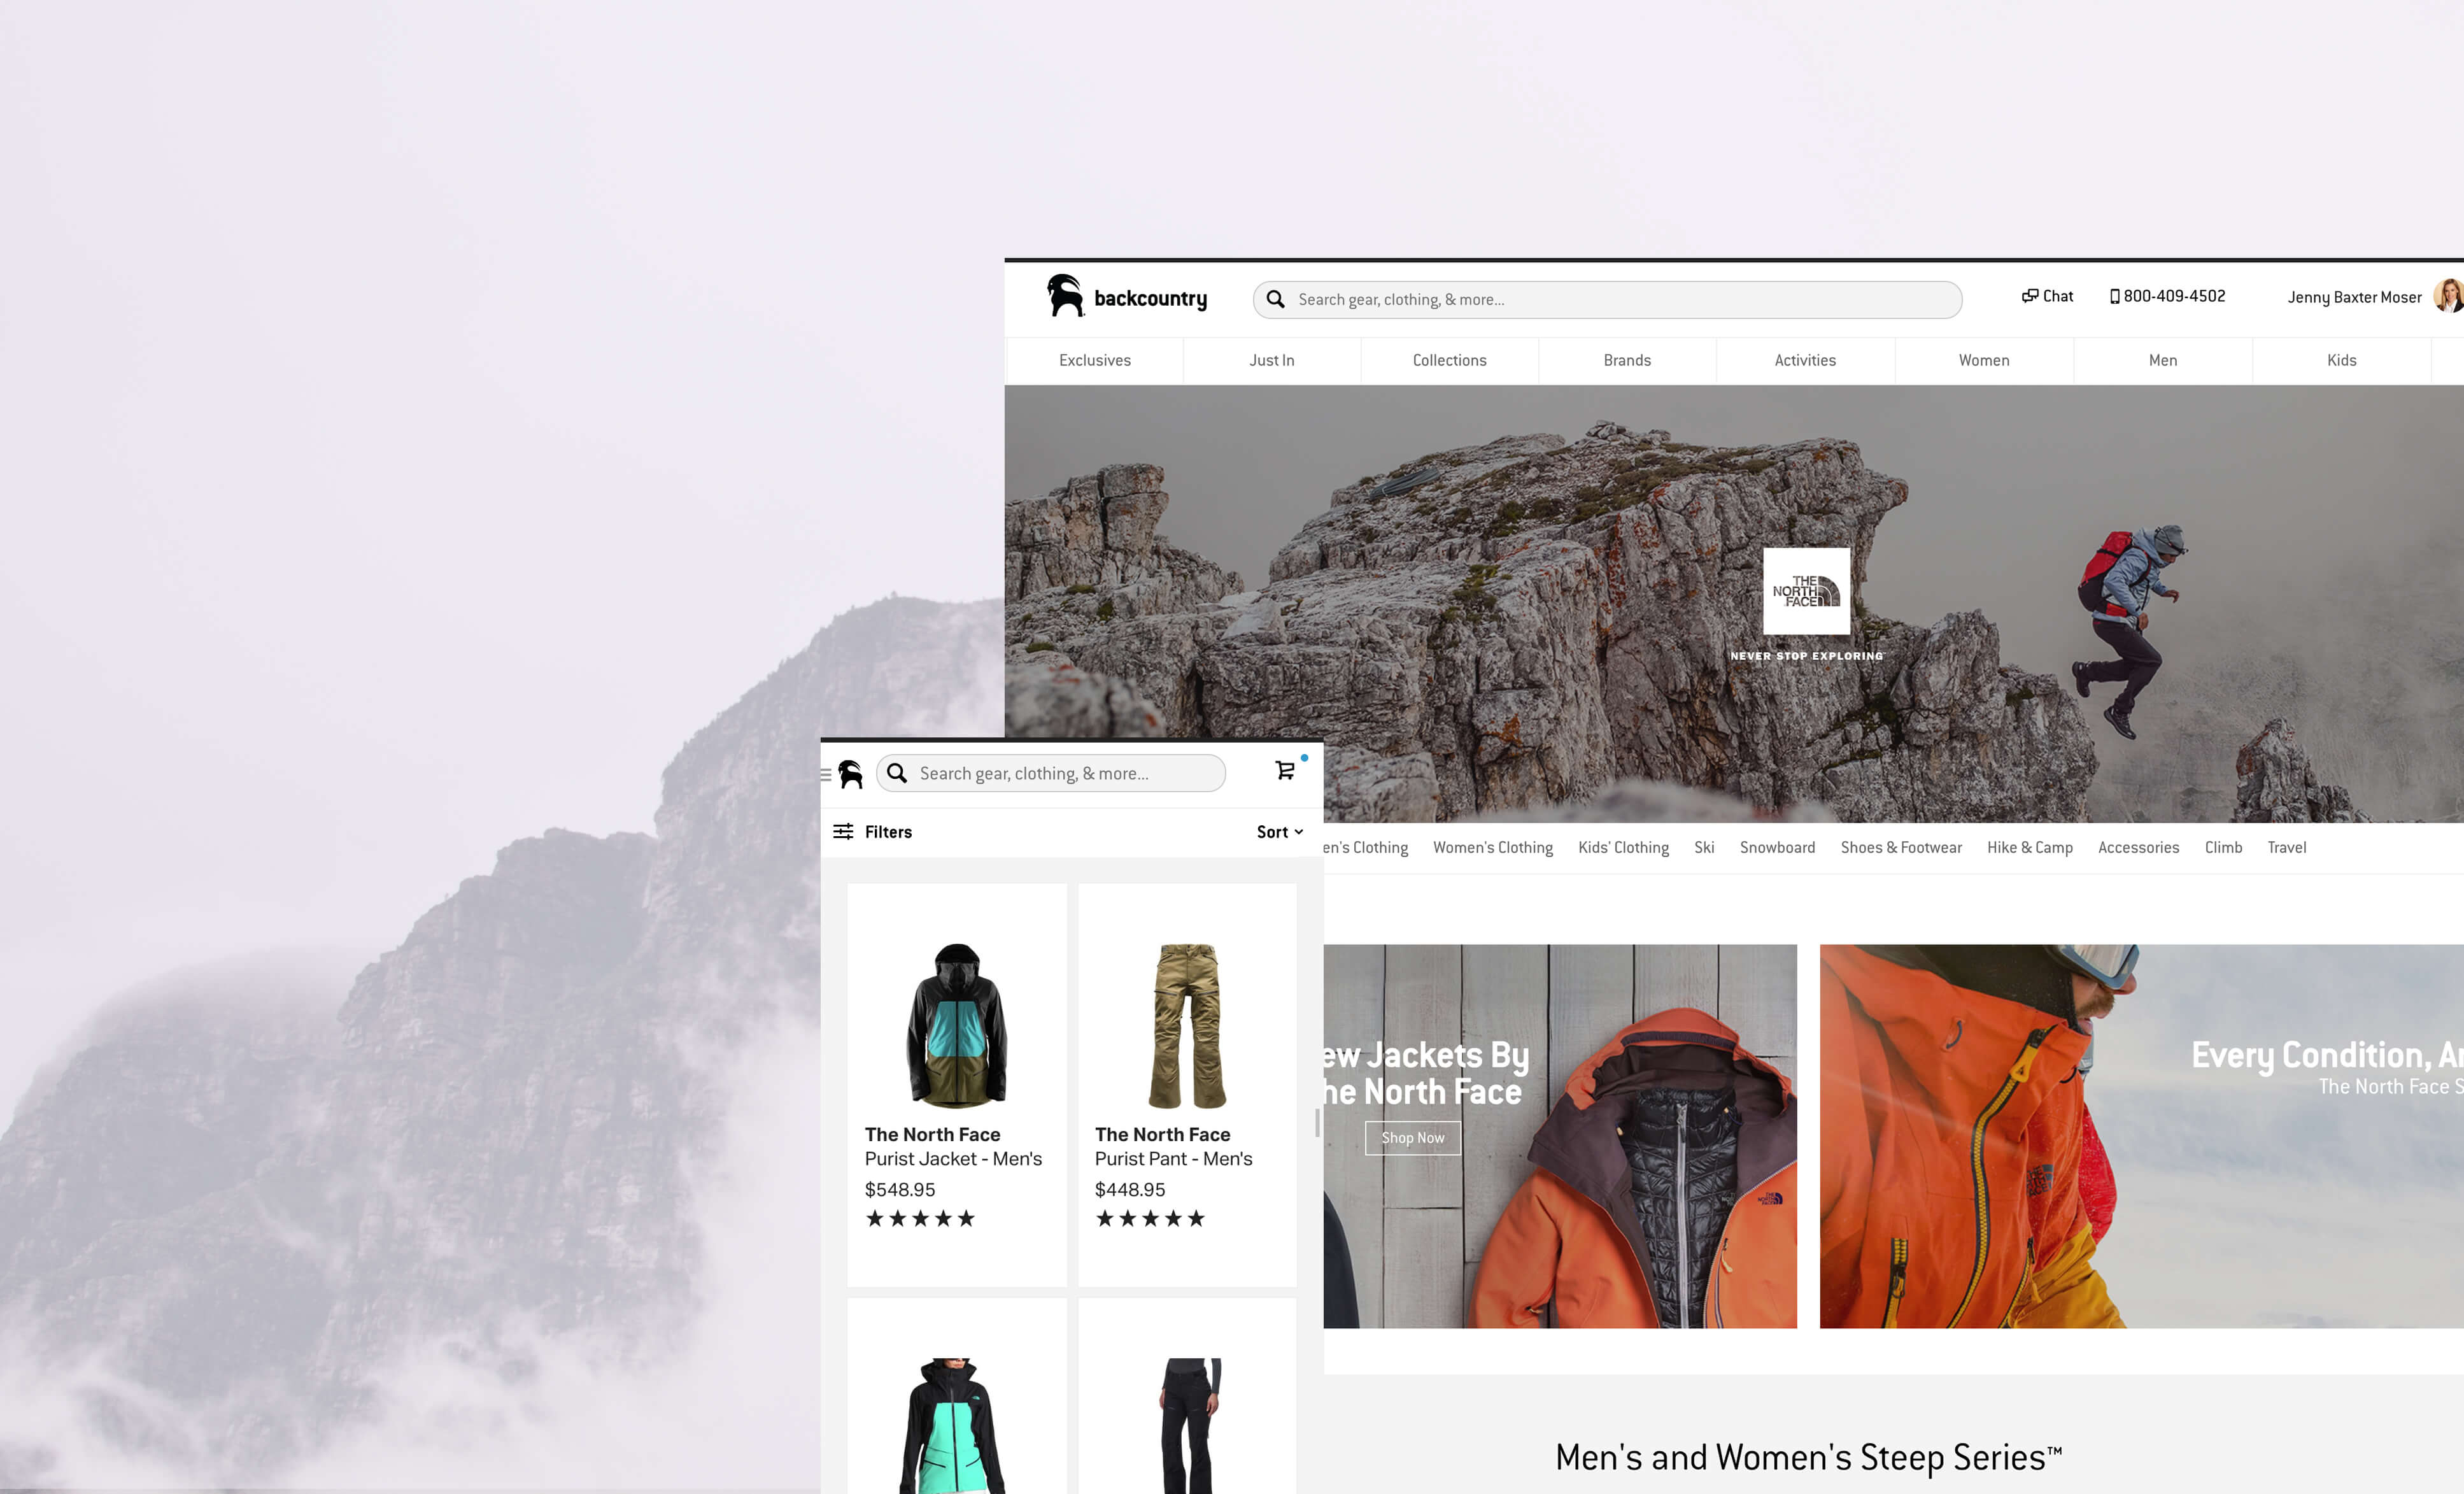 backcountry
Search gear, clothing, & more...
Chat
800-409-4502
Jenny Baxter Moser
Exclusives
Just In
Collections
Brands
Activities
Women
Men
Kids
THE
NORTH
FACE
NEVER STOP EXPLORING
en's Clothing
Women's Clothing
Kids' Clothing
Ski
Snowboard
Shoes & Footwear
Hike & Camp
Accessories
Climb
Travel
ew Jackets By
he North Face
Shop Now
Every Condition, A
The North Face S
Men's and Women's Steep Series™
Search gear, clothing, & more...
Filters
Sort
The North Face
Purist Jacket - Men's
$548.95
The North Face
Purist Pant - Men's
$448.95